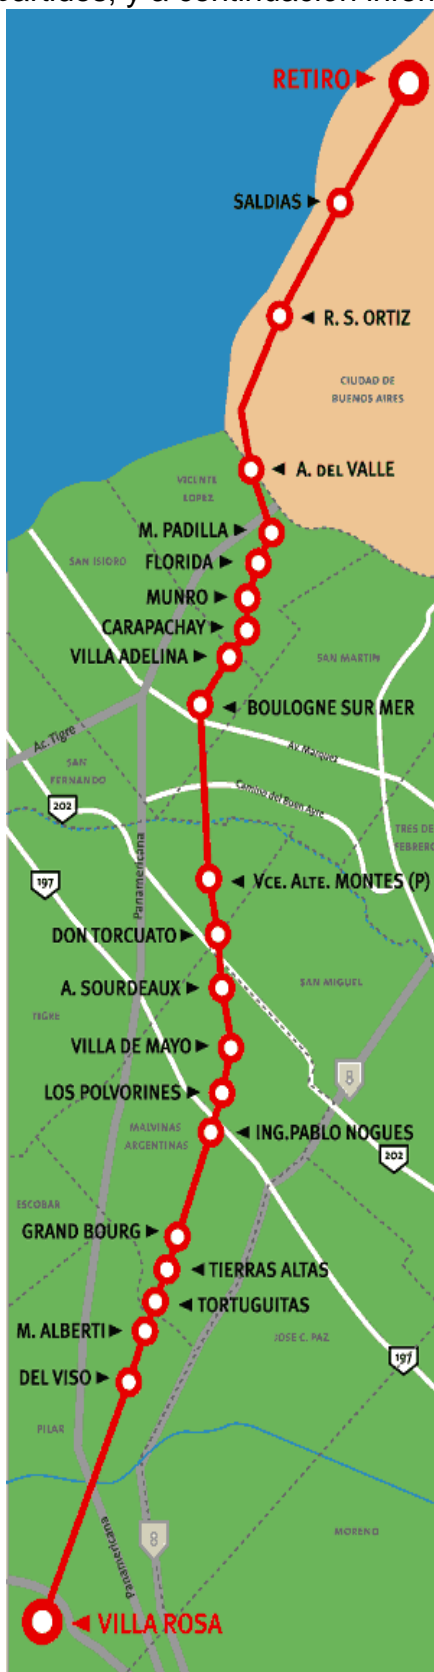 RETIRO
SALDIAS
R. S. ORTIZ
CIUDAD DE
BUENOS AIRES
A. DEL VALLE
VICENTE
LOPEZ
M. PADILLA
FLORIDA
SAN ISIDRO
MUNRO
CARAPACHAY
VILLA ADELINA
SAN MARTIN
BOULOGNE SUR MER
Ac. Tigre
Av. Marquez
SAN
FERNANDO
Camino del Buen Ayre
202
TRES DE
FEBRERO
Panamericana
197
VCE. ALTE. MONTES (P)
DON TORCUATO
A. SOURDEAUX
SAN MIGUEL
TIGRE
VILLA DE MAYO
8
LOS POLVORINES
MALVINAS
ARGENTINAS
ING.PABLO NOGUES
202
ESCOBAR
GRAND BOURG
TIERRAS ALTAS
TORTUGUITAS
M. ALBERTI
JOSE C. PAZ
197
DEL VISO
PILAR
Panamericana
8
MORENO
VILLA ROSA